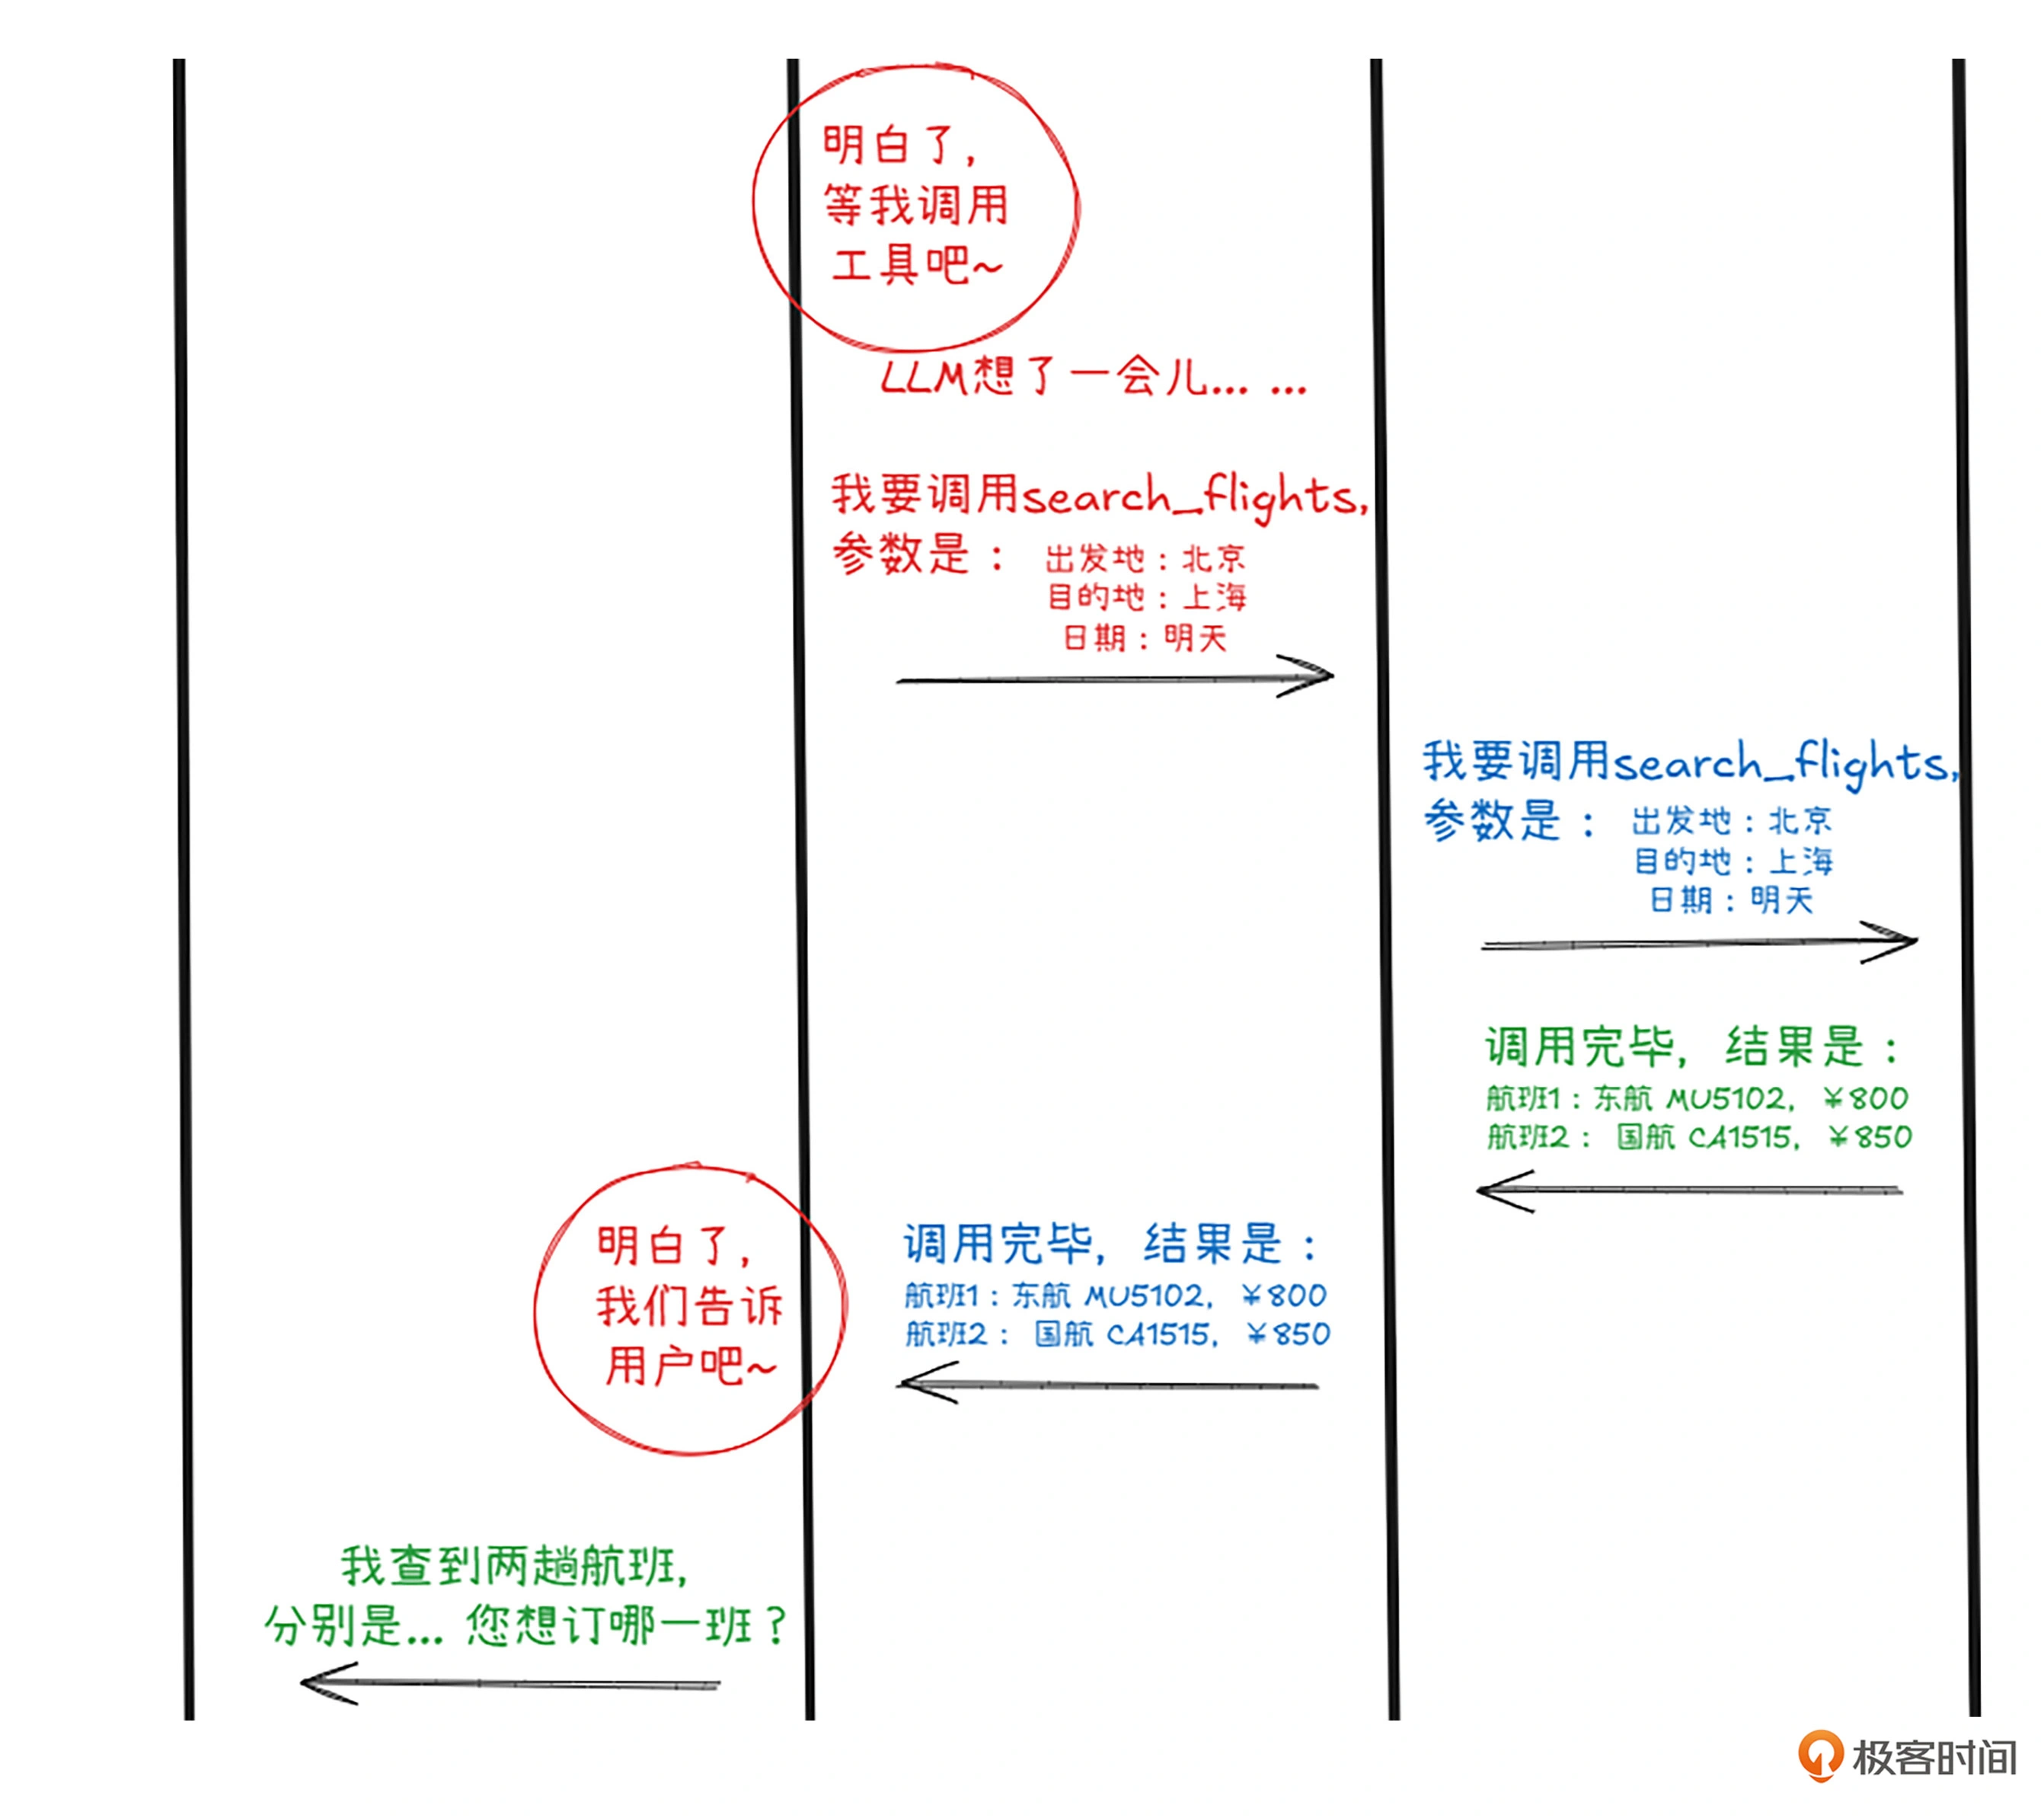 明白了,
等我调用
工具吧~
LLM想了一会儿... ...
我要调用search_flights,
参数是：
出发地：北京
目的地：上海
日期：明天
我要调用search_flights,
参数是：
出发地：北京
目的地：上海
日期：明天
调用完毕, 结果是：
航班1：东航 MU5102, ¥800
航班2： 国航 CA1515, ¥850
明白了,
我们告诉
用户吧~
调用完毕, 结果是：
航班1：东航 MU5102, ¥800
航班2： 国航 CA1515, ¥850
我查到两趟航班,
分别是... 您想订哪一班？
极客时间